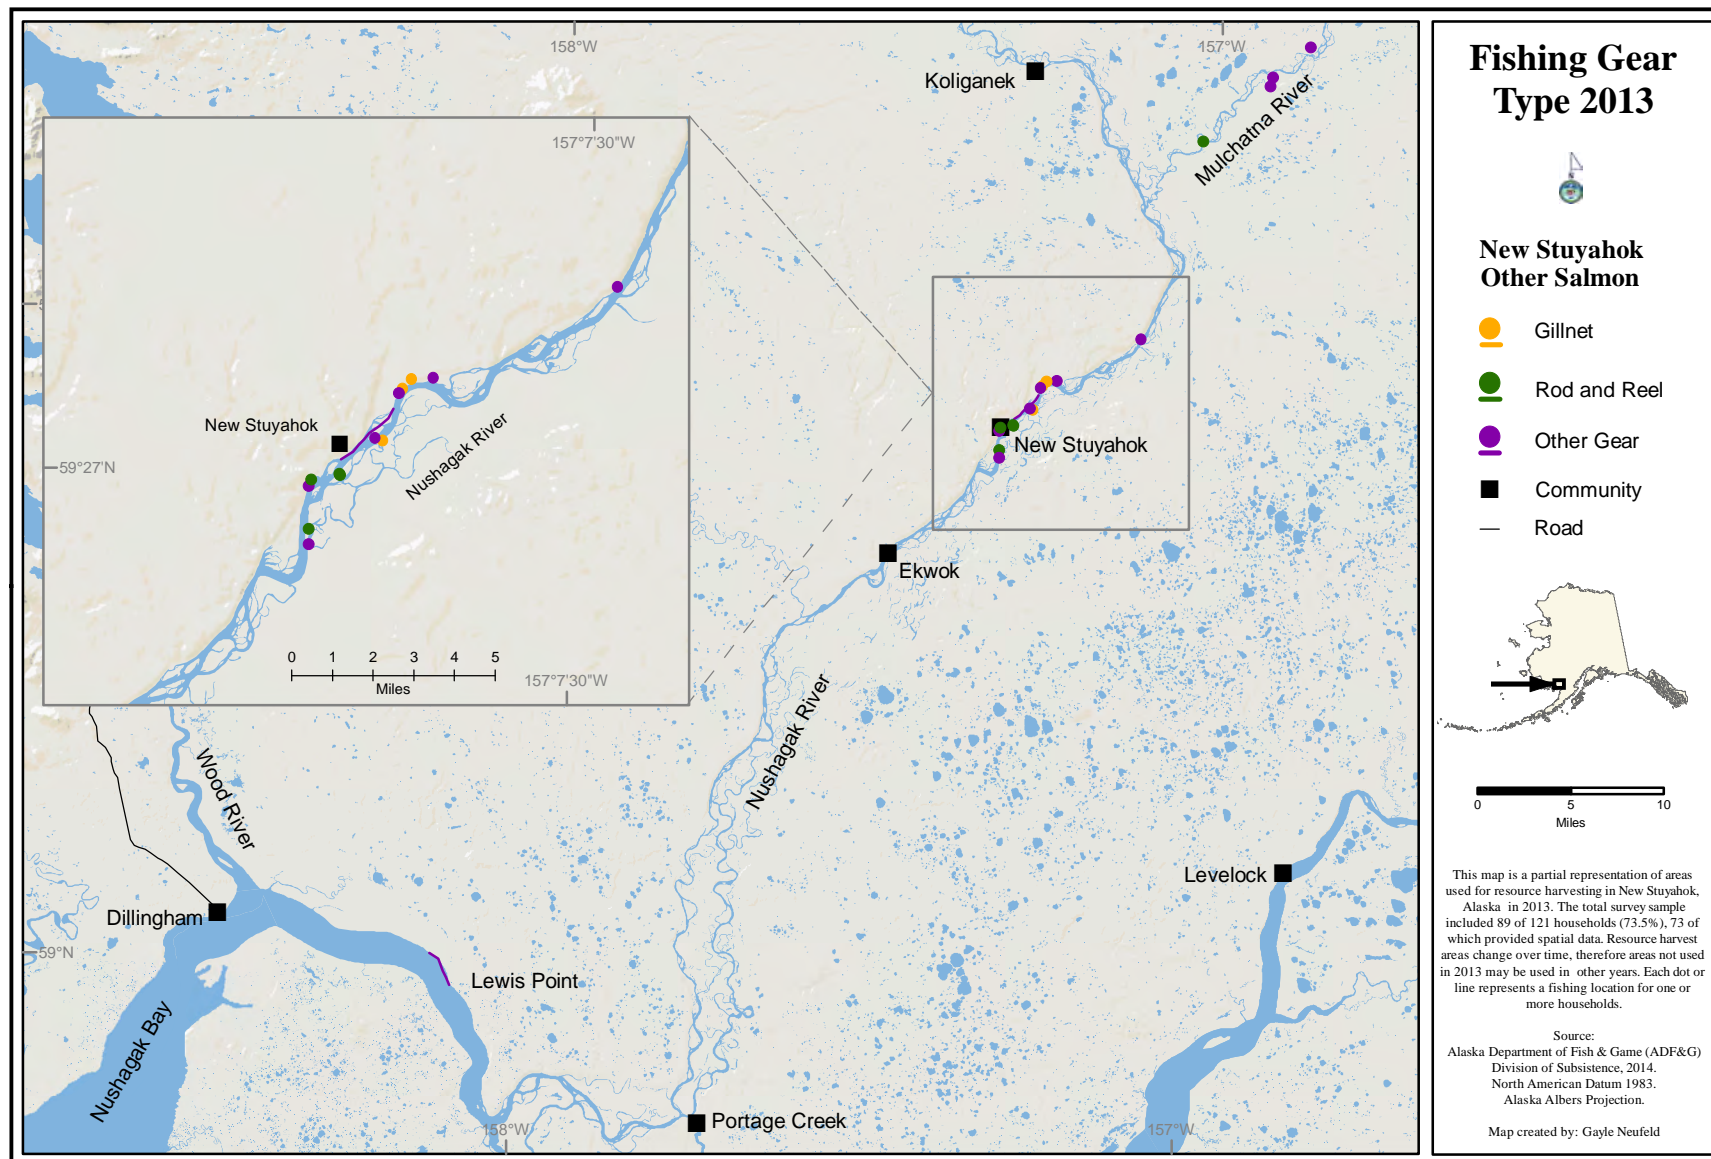 158°W
157°W
Koliganek
Mulchatna River
157°7'30"W
New Stuyahok
Nushagak River
59°27'N
0 1 2 3 4 5
Miles
157°7'30"W
New Stuyahok
Ekwok
Nushagak River
Wood River
Dillingham
Levelock
59°N
Lewis Point
Nushagak Bay
Portage Creek
158°W
157°W
Fishing Gear
Type 2013
New Stuyahok
Other Salmon
Gillnet
Rod and Reel
Other Gear
Community
Road
0 5 10
Miles
This map is a partial representation of areas
used for resource harvesting in New Stuyahok,
Alaska in 2013. The total survey sample
included 89 of 121 households (73.5%), 73 of
which provided spatial data. Resource harvest
areas change over time, therefore areas not used
in 2013 may be used in other years. Each dot or
line represents a fishing location for one or
more households.
Source:
Alaska Department of Fish & Game (ADF&G)
Division of Subsistence, 2014.
North American Datum 1983.
Alaska Albers Projection.
Map created by: Gayle Neufeld